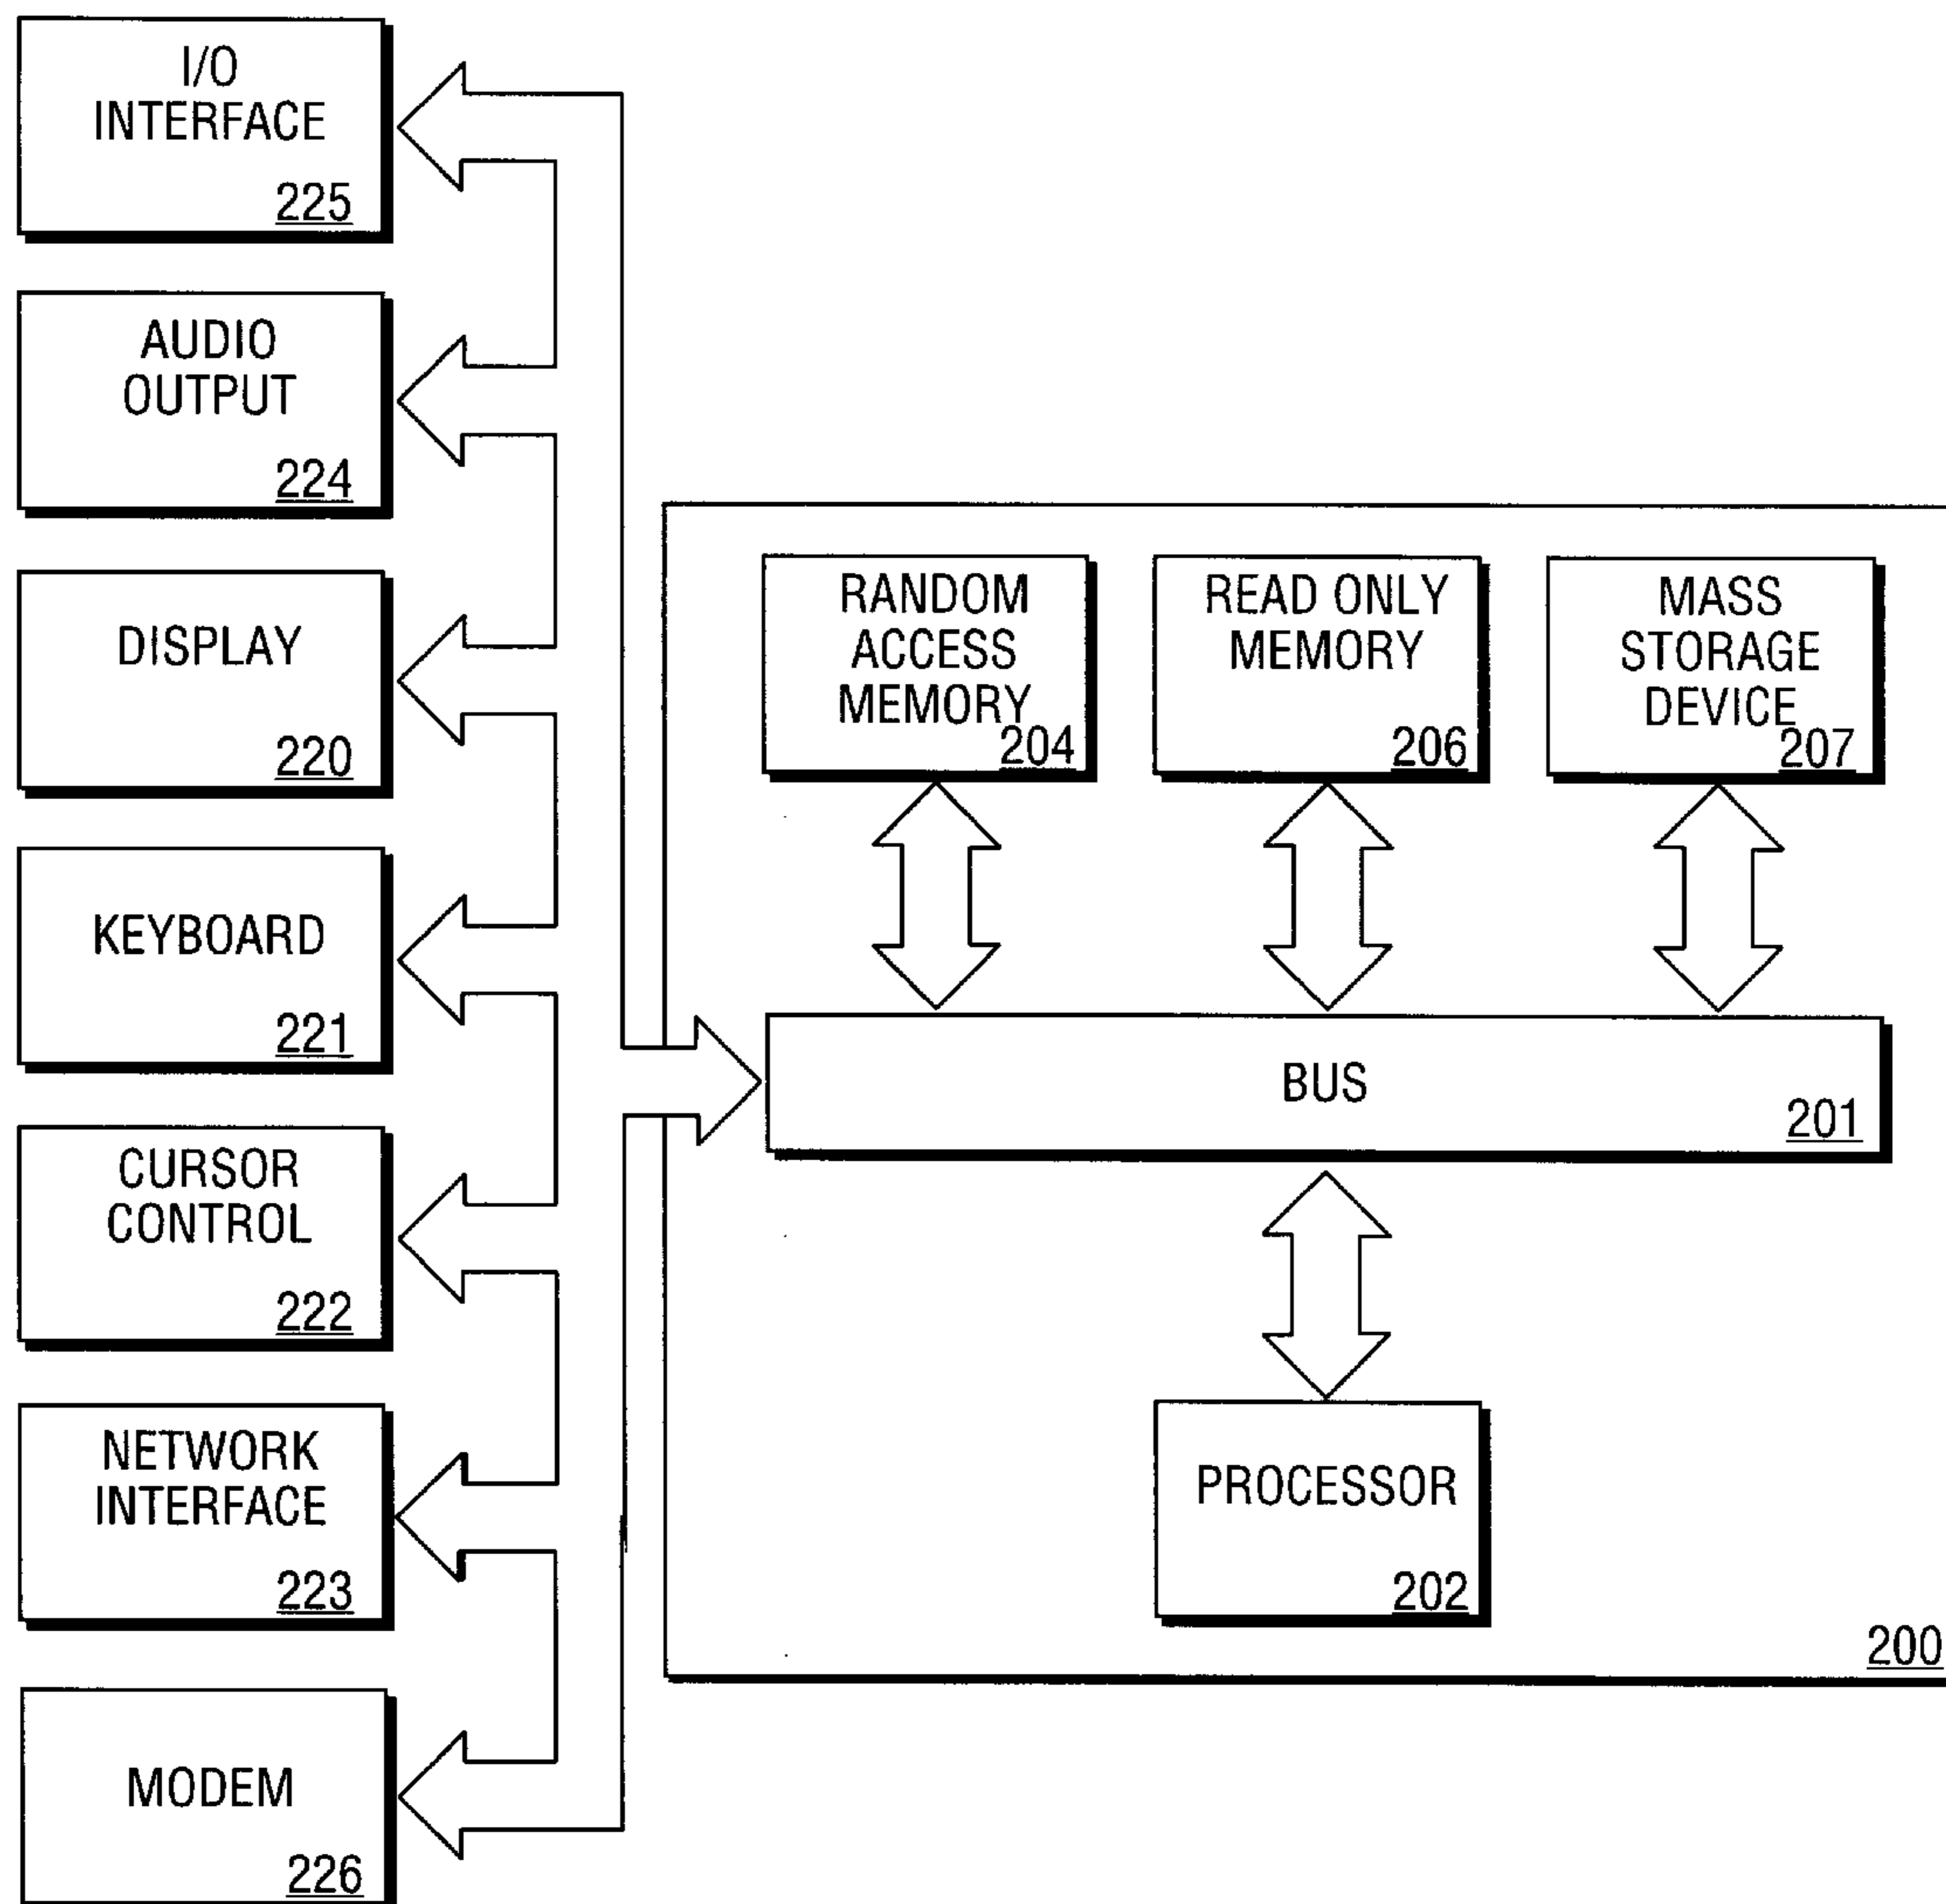 I/O
INTERFACE
225
AUDIO
OUTPUT
224
DISPLAY
220
KEYBOARD
221
CURSOR
CONTROL
222
NETWORK
INTERFACE
223
MODEM
226
RANDOM
ACCESS
MEMORY
204
READ ONLY
MEMORY
206
MASS
STORAGE
DEVICE
207
BUS
201
PROCESSOR
202
200